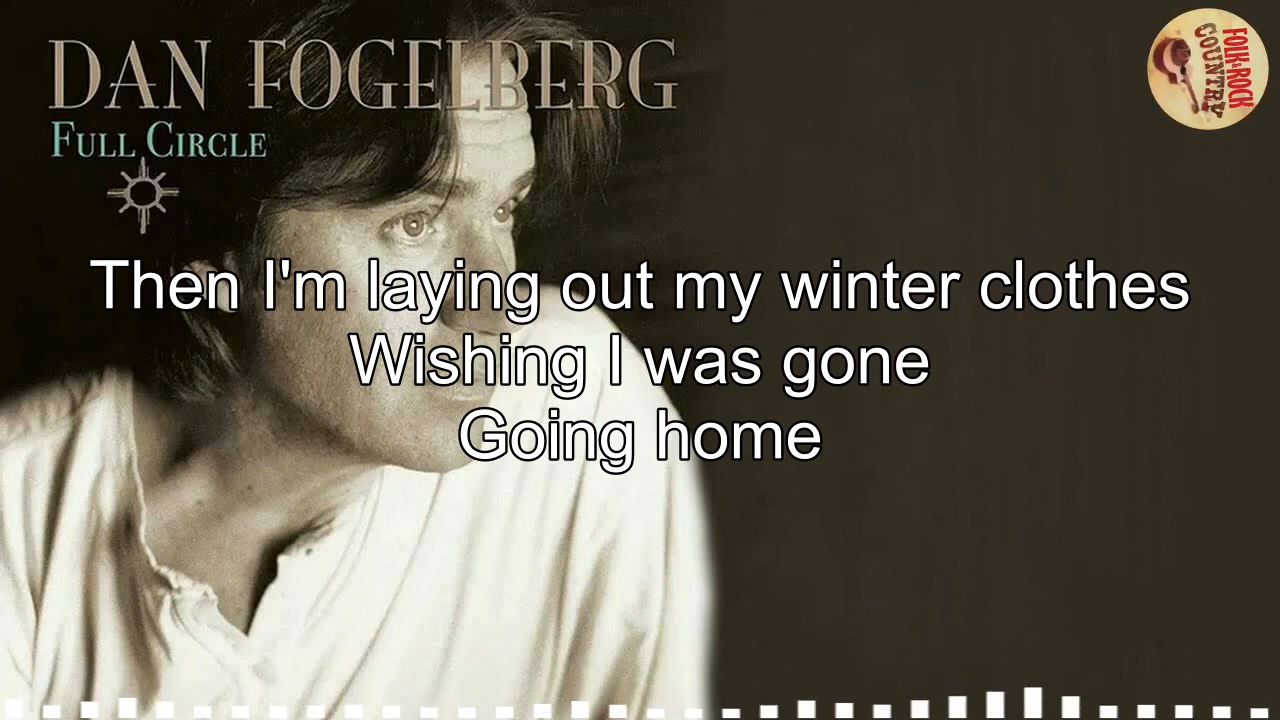 DAN FOGELBERG
FULL CIRCLE
FOLK&ROCK
COUNTRY
Then I'm laying out my winter clothes
Wishing I was gone
Going home